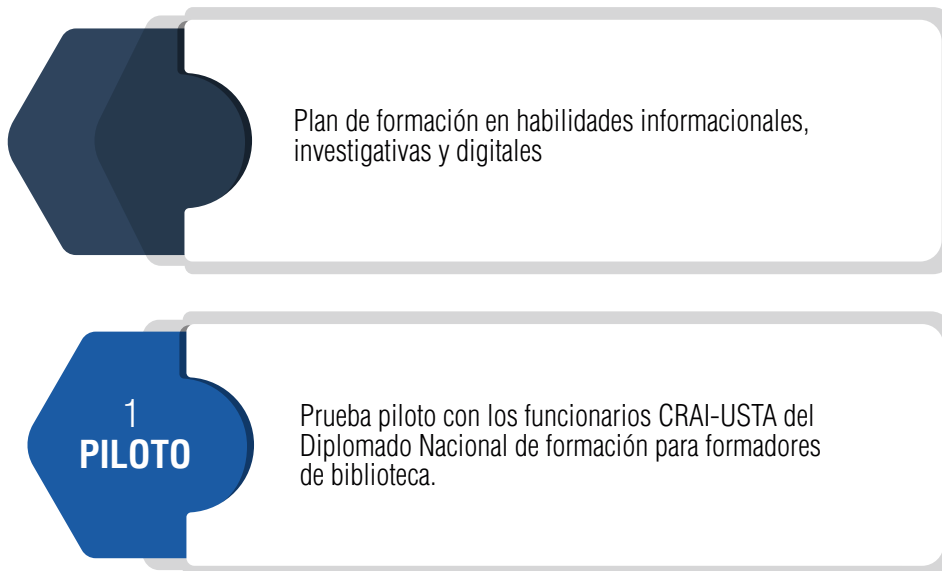 Plan de formación en habilidades informacionales,
investigativas y digitales
1
PILOTO
Prueba piloto con los funcionarios CRAI-USTA del
Diplomado Nacional de formación para formadores
de biblioteca.